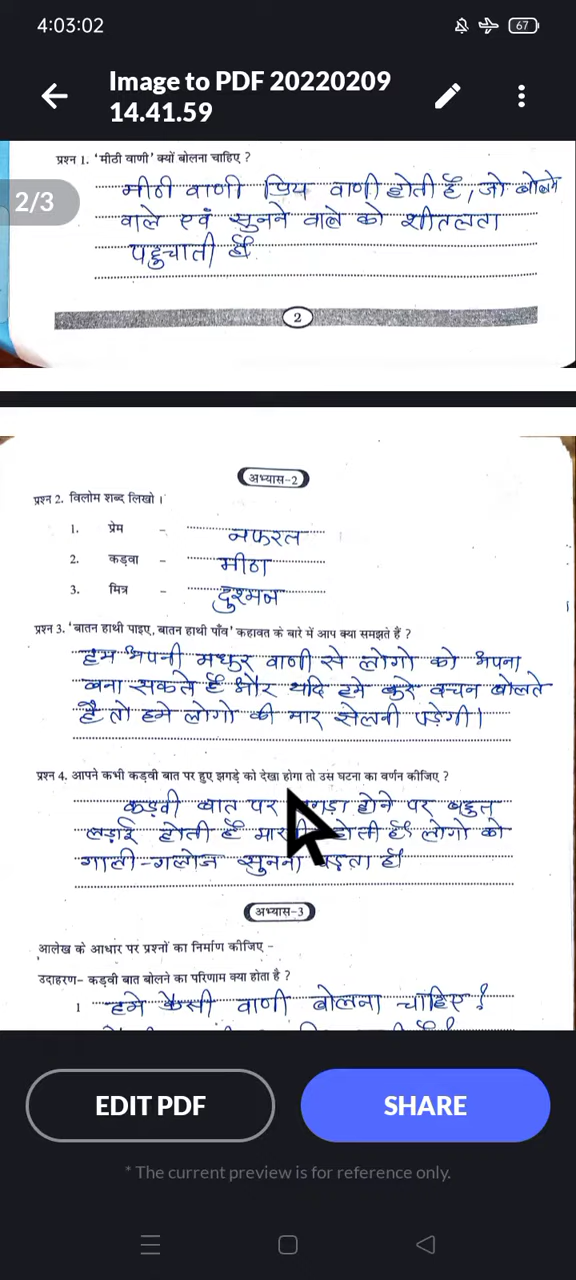 4:03:02
67
Image to PDF 20220209
14.41.59
प्रश्न 1. 'मीठी वाणी' क्यों बोलना चाहिए ?
2/3
मीठी वाणी प्रिय वाणी होती है, जो बोलने
वाले एवं सुनने वाले को शीतलता
पहुचाती है
2
अभ्यास-2
प्रश्न 2. विलोम शब्द लिखो ।
1. प्रेम - नफरत
2. कड़वा - मीठा
3. मित्र - दुश्मन
प्रश्न 3. 'बातन हाथी पाइए, बातन हाथी पाँव' कहावत के बारे में आप क्या समझते हैं ?
हम अपनी मधुर वाणी से लोगो को अपना
बना सकते है और यदि हमे बुरे वचन बोलते
है तो हमे लोगो की मार झेलनी पड़ेगी।
प्रश्न 4. आपने कभी कड़वी बात पर हुए झगड़े को देखा होगा तो उस घटना का वर्णन कीजिए ?
कड़वी बात पर होने पर बहुत
लड़ाई होती है होती है लोगो को
गाली-गलोज सुनना पड़ता है
अभ्यास-3
आलेख के आधार पर प्रश्नों का निर्माण कीजिए -
उदाहरण- कड़वी बात बोलने का परिणाम क्या होता है ?
1 हमे कैसी वाणी बोलना चाहिए ?
EDIT PDF
SHARE
* The current preview is for reference only.